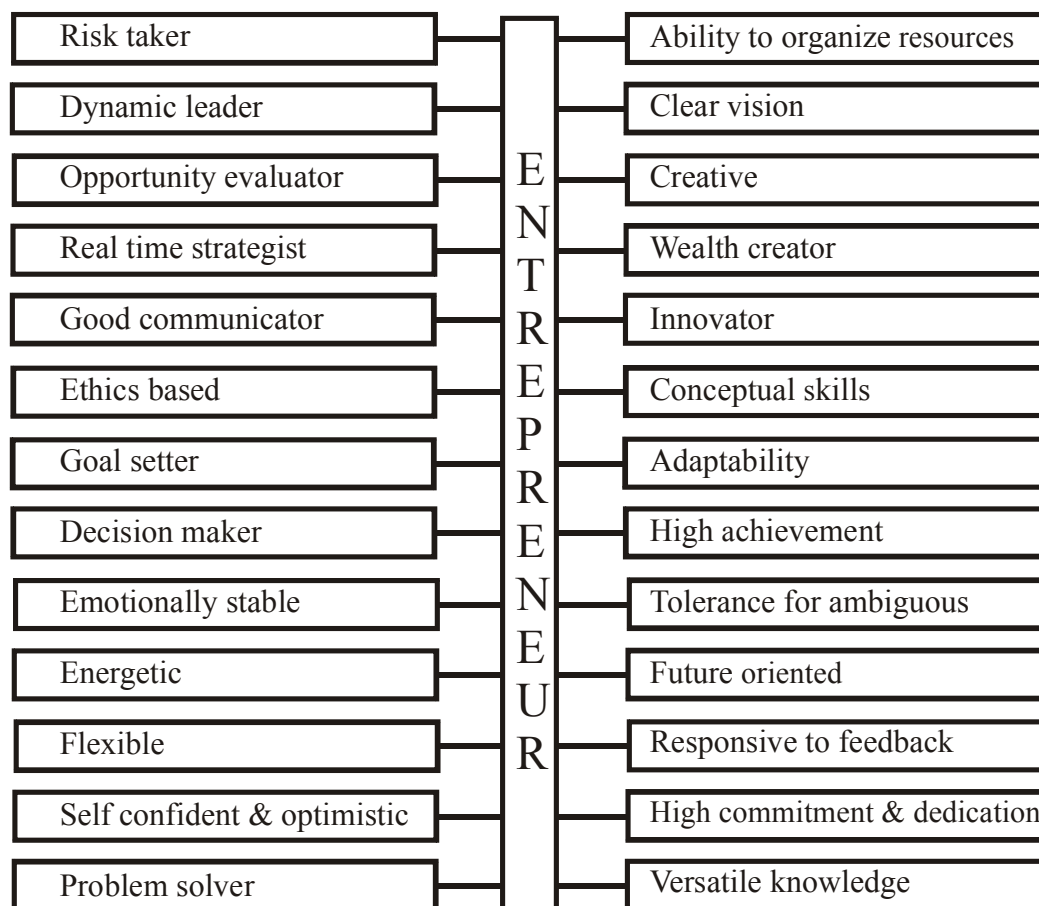 Risk taker
Dynamic leader
Opportunity evaluator
Real time strategist
Good communicator
Ethics based
Goal setter
Decision maker
Emotionally stable
Energetic
Flexible
Self confident & optimistic
Problem solver
ENTREPRENEUR
Ability to organize resources
Clear vision
Creative
Wealth creator
Innovator
Conceptual skills
Adaptability
High achievement
Tolerance for ambiguous
Future oriented
Responsive to feedback
High commitment & dedication
Versatile knowledge